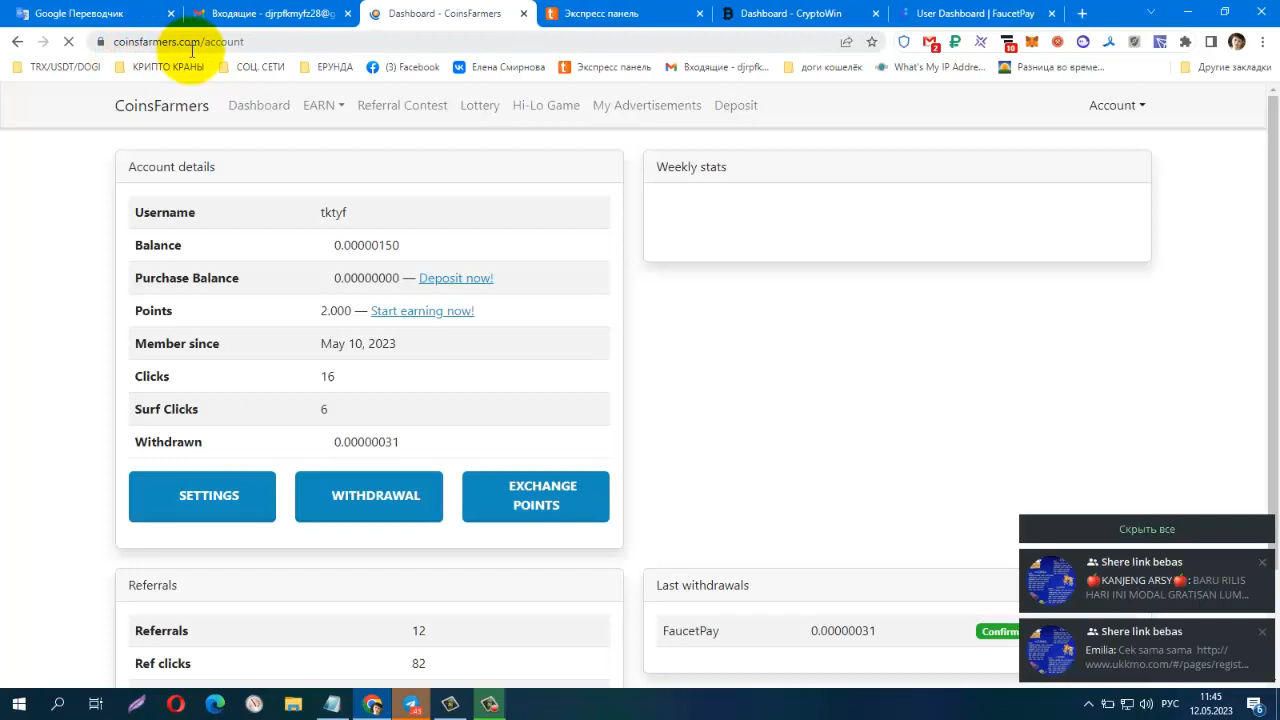 Google Переводчик
Входящие - djrpfkmyfz28@g
Dashboard - CoinsFarmers
Экспресс панель
Dashboard - CryptoWin
User Dashboard | FaucetPay
coinsfarmers.com/account
2
10
TRX/USDT/DOGI
КРИПТО КРАНЫ
СОЦ. СЕТИ
ЕРУНДА
(3) Facebook
Елена Смирнова
Экспресс панель
Входящие - djrpfk...
доги кошелёк
What's My IP Addre...
Разница во време...
Другие закладки
CoinsFarmers
Dashboard
EARN
Referral Contest
Lottery
Hi-Lo Game
My Advertisements
Deposit
Account
Account details
Username tktyf
Balance 0.00000150
Purchase Balance 0.00000000 — Deposit now!
Points 2.000 — Start earning now!
Member since May 10, 2023
Clicks 16
Surf Clicks 6
Withdrawn 0.00000031
SETTINGS
WITHDRAWAL
EXCHANGE
POINTS
Weekly stats
Referrals
Referrals 12
Ref clicks 82
Last withdrawals
FaucetPay 0.00000031 Confirm
Скрыть все
Shere link bebas
KANJENG ARSY: BARU RILIS
HARI INI MODAL GRATISAN LUM...
Shere link bebas
Emilia: Cek sama sama http://
www.ukkmo.com/#/pages/regist...
РУС
11:45
12.05.2023
6